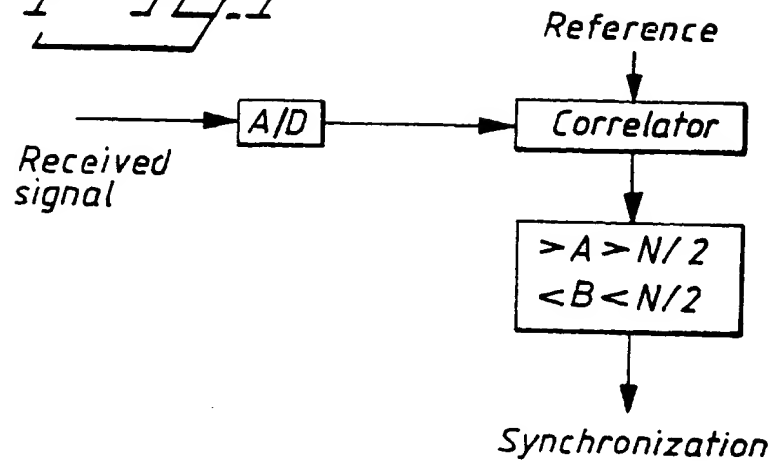 Reference
A/D
Correlator
Received
signal
>A>N/2
<B<N/2
Synchronization